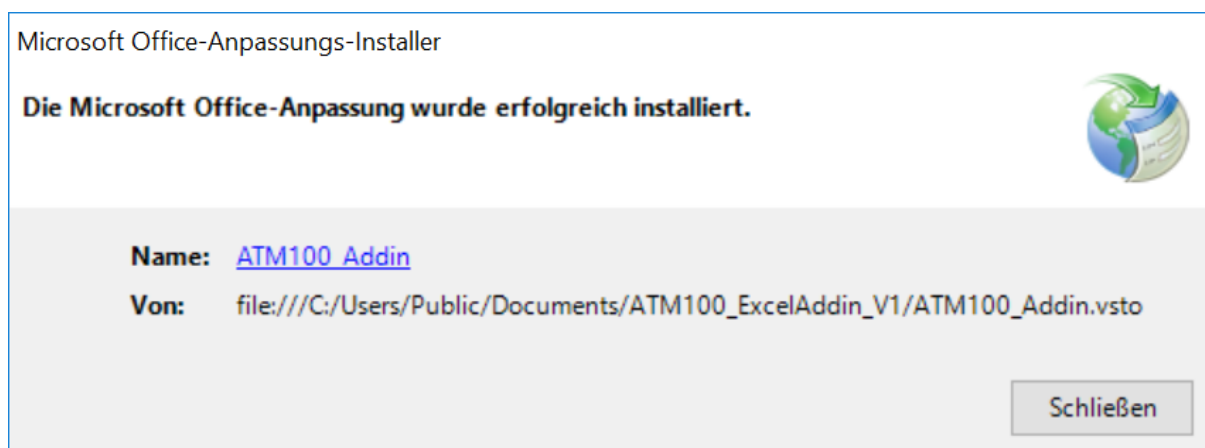 Microsoft Office-Anpassungs-Installer
Die Microsoft Office-Anpassung wurde erfolgreich installiert.
Name: ATM100_Addin
Von: file:///C:/Users/Public/Documents/ATM100_ExcelAddin_V1/ATM100_Addin.vsto
Schließen